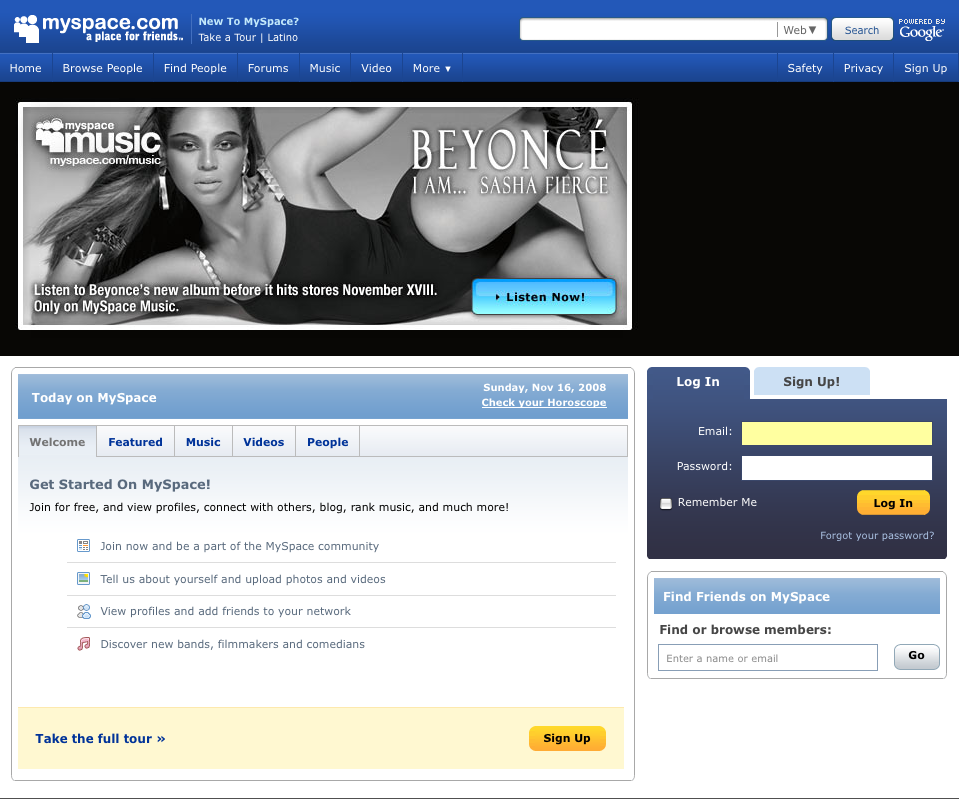 myspace.com
a place for friends™
New To MySpace?
Take a Tour | Latino
Web▼
Search
POWERED BY
Google™
Home
Browse People
Find People
Forums
Music
Video
More ▼
Safety
Privacy
Sign Up
myspace
music
myspace.com/music
BEYONCÉ
I AM... SASHA FIERCE
Listen to Beyonce's new album before it hits stores November XVIII.
Only on MySpace Music.
Listen Now!
Today on MySpace
Sunday, Nov 16, 2008
Check your Horoscope
Welcome
Featured
Music
Videos
People
Get Started On MySpace!
Join for free, and view profiles, connect with others, blog, rank music, and much more!
Join now and be a part of the MySpace community
Tell us about yourself and upload photos and videos
View profiles and add friends to your network
Discover new bands, filmmakers and comedians
Take the full tour »
Sign Up
Log In
Sign Up!
Email:
Password:
Remember Me
Log In
Forgot your password?
Find Friends on MySpace
Find or browse members:
Enter a name or email
Go